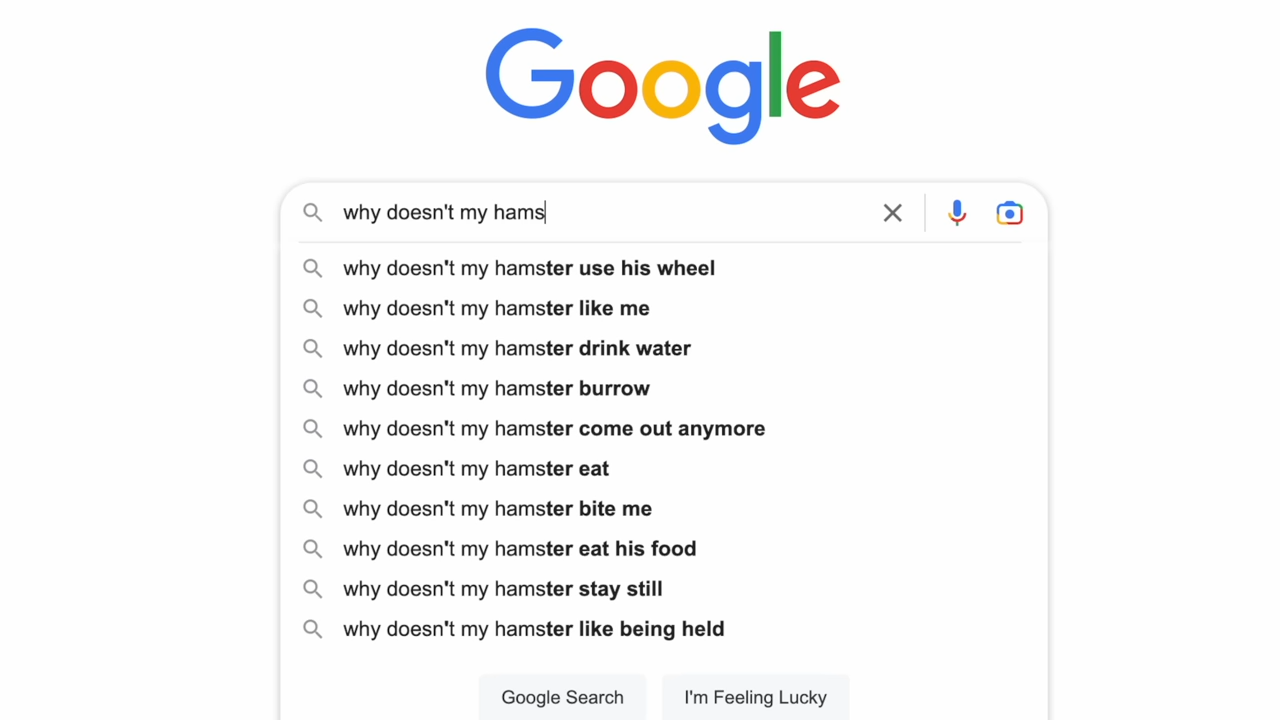 Google
why doesn't my hams
why doesn't my hamster use his wheel
why doesn't my hamster like me
why doesn't my hamster drink water
why doesn't my hamster burrow
why doesn't my hamster come out anymore
why doesn't my hamster eat
why doesn't my hamster bite me
why doesn't my hamster eat his food
why doesn't my hamster stay still
why doesn't my hamster like being held
Google Search I'm Feeling Lucky